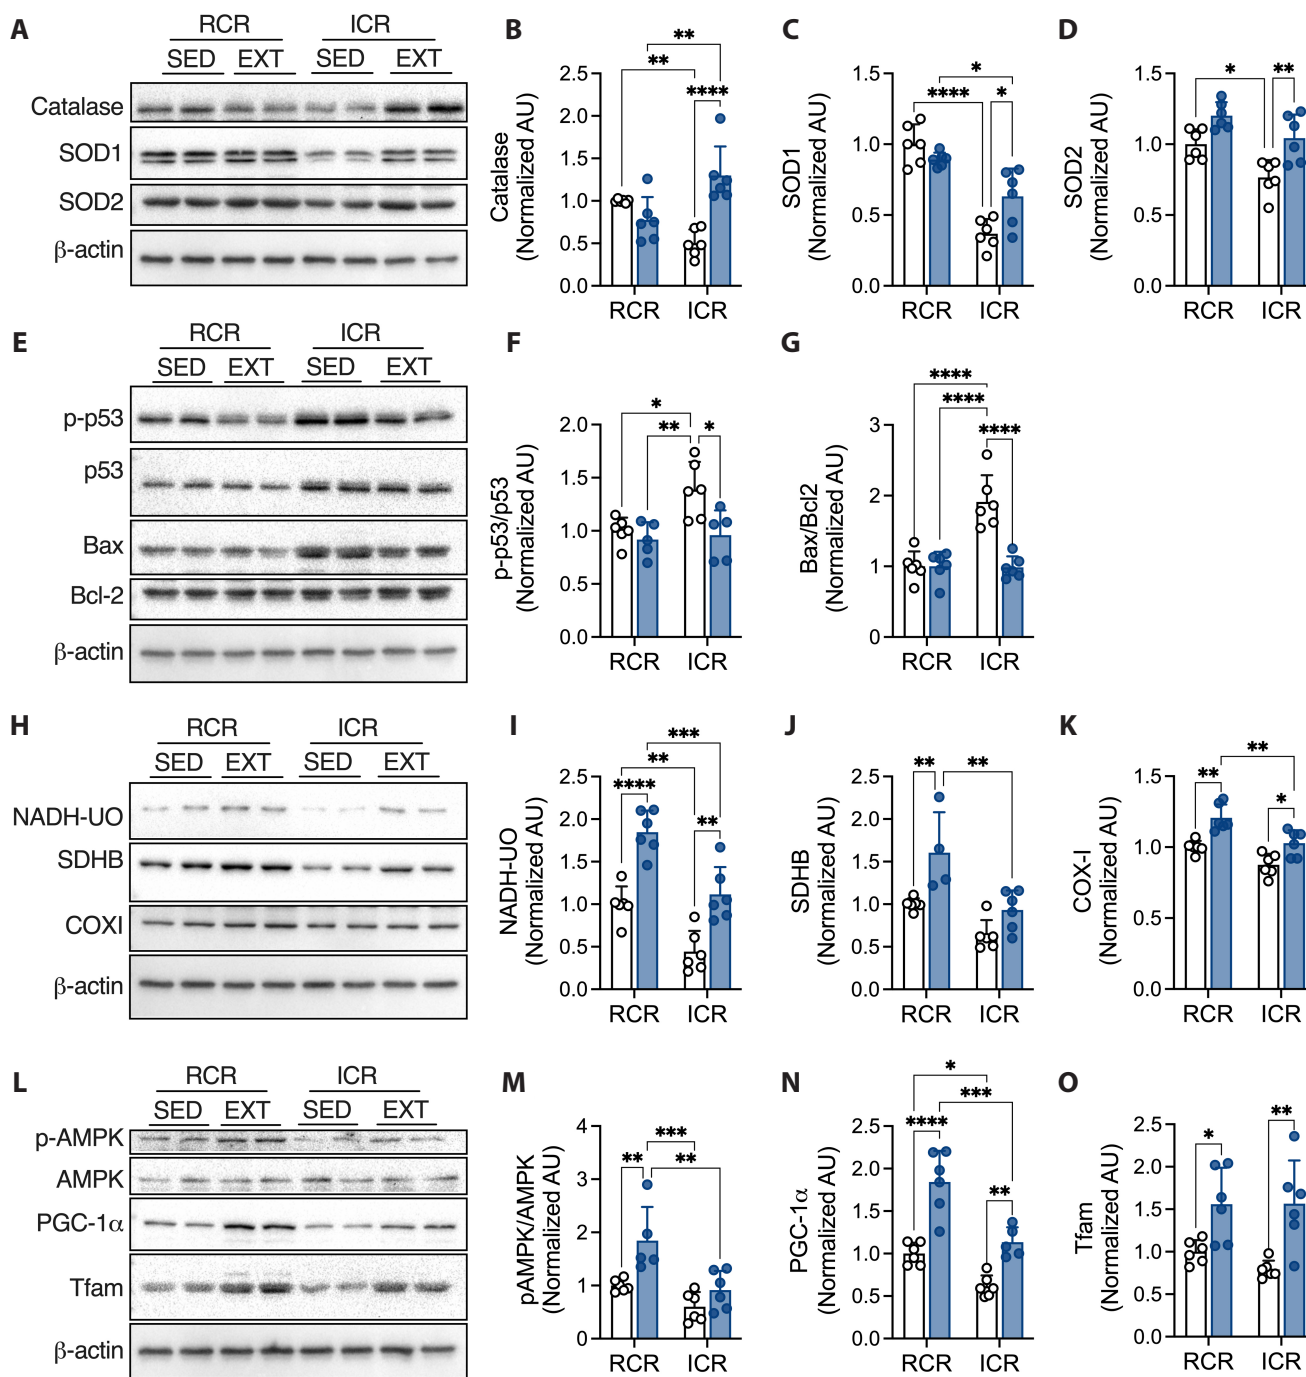 A
RCR ICR
SED EXT SED EXT
Catalase
SOD1
SOD2
β-actin
B
** 
**
****
Catalase
(Normalized AU)
2.5
2.0
1.5
1.0
0.5
0.0
RCR ICR
C
*
**** *
SOD1
(Normalized AU)
1.5
1.0
0.5
0.0
RCR ICR
D
* **
SOD2
(Normalized AU)
1.5
1.0
0.5
0.0
RCR ICR
E
RCR ICR
SED EXT SED EXT
p-p53
p53
Bax
Bcl-2
β-actin
F
*
** *
p-p53/p53
(Normalized AU)
2.0
1.5
1.0
0.5
0.0
RCR ICR
G
****
****
****
Bax/Bcl2
(Normalized AU)
3
2
1
0
RCR ICR
H
RCR ICR
SED EXT SED EXT
NADH-UO
SDHB
COXI
β-actin
I
***
**
****
**
NADH-UO
(Normalized AU)
2.5
2.0
1.5
1.0
0.5
0.0
RCR ICR
J
** **
SDHB
(Normalized AU)
2.5
2.0
1.5
1.0
0.5
0.0
RCR ICR
K
**
**
*
COX-I
(Normalized AU)
1.5
1.0
0.5
0.0
RCR ICR
L
RCR ICR
SED EXT SED EXT
p-AMPK
AMPK
PGC-1α
Tfam
β-actin
M
***
** **
pAMPK/AMPK
(Normalized AU)
4
3
2
1
0
RCR ICR
N
*
***
****
**
PGC-1α
(Normalized AU)
2.5
2.0
1.5
1.0
0.5
0.0
RCR ICR
O
**
*
Tfam
(Normalized AU)
2.5
2.0
1.5
1.0
0.5
0.0
RCR ICR